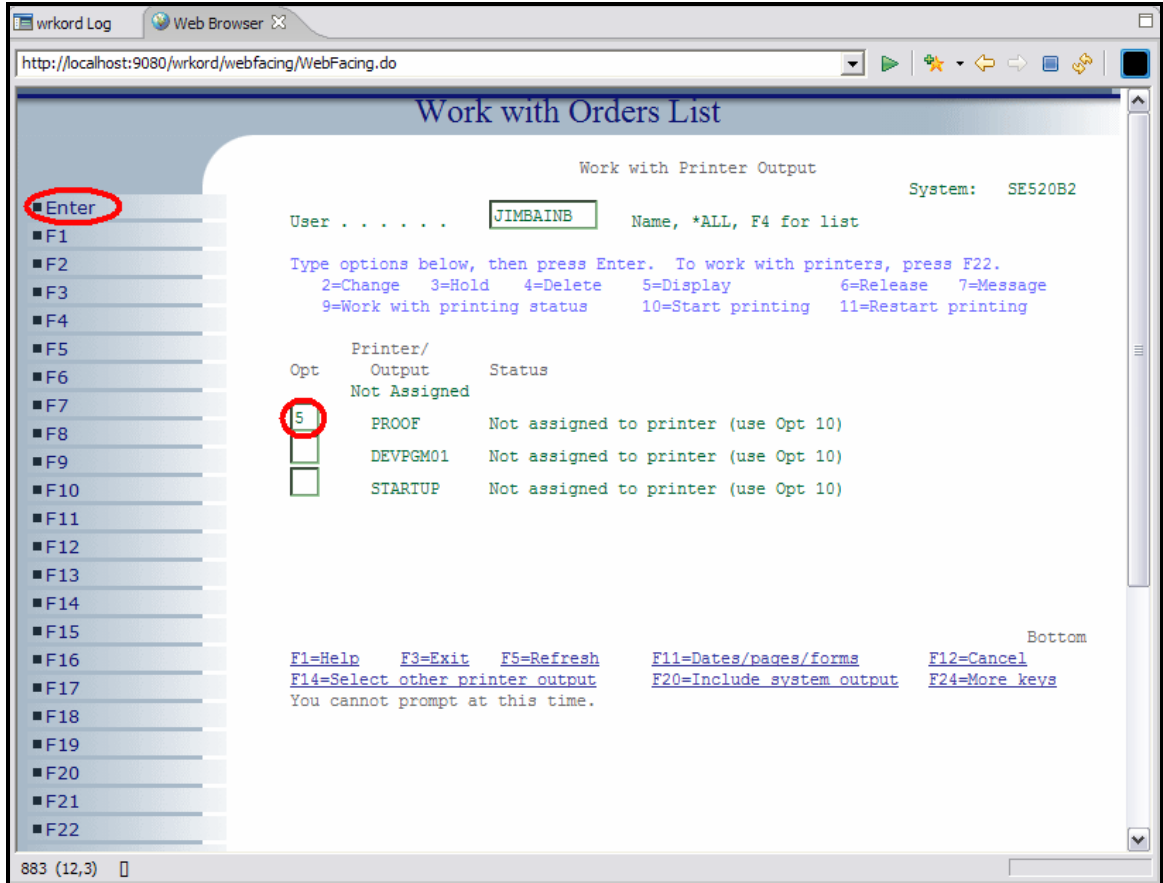 wrkord Log Web Browser
http://localhost:9080/wrkord/webfacing/WebFacing.do
Work with Orders List
Work with Printer Output
System: SE520B2
User . . . . . . JIMBAINB Name, *ALL, F4 for list
Type options below, then press Enter. To work with printers, press F22.
2=Change 3=Hold 4=Delete 5=Display 6=Release 7=Message
9=Work with printing status 10=Start printing 11=Restart printing
Printer/
Opt Output Status
Not Assigned
5 PROOF Not assigned to printer (use Opt 10)
DEVPGM01 Not assigned to printer (use Opt 10)
STARTUP Not assigned to printer (use Opt 10)
Bottom
F1=Help F3=Exit F5=Refresh F11=Dates/pages/forms F12=Cancel
F14=Select other printer output F20=Include system output F24=More keys
You cannot prompt at this time.
Enter
F1
F2
F3
F4
F5
F6
F7
F8
F9
F10
F11
F12
F13
F14
F15
F16
F17
F18
F19
F20
F21
F22
883 (12,3)